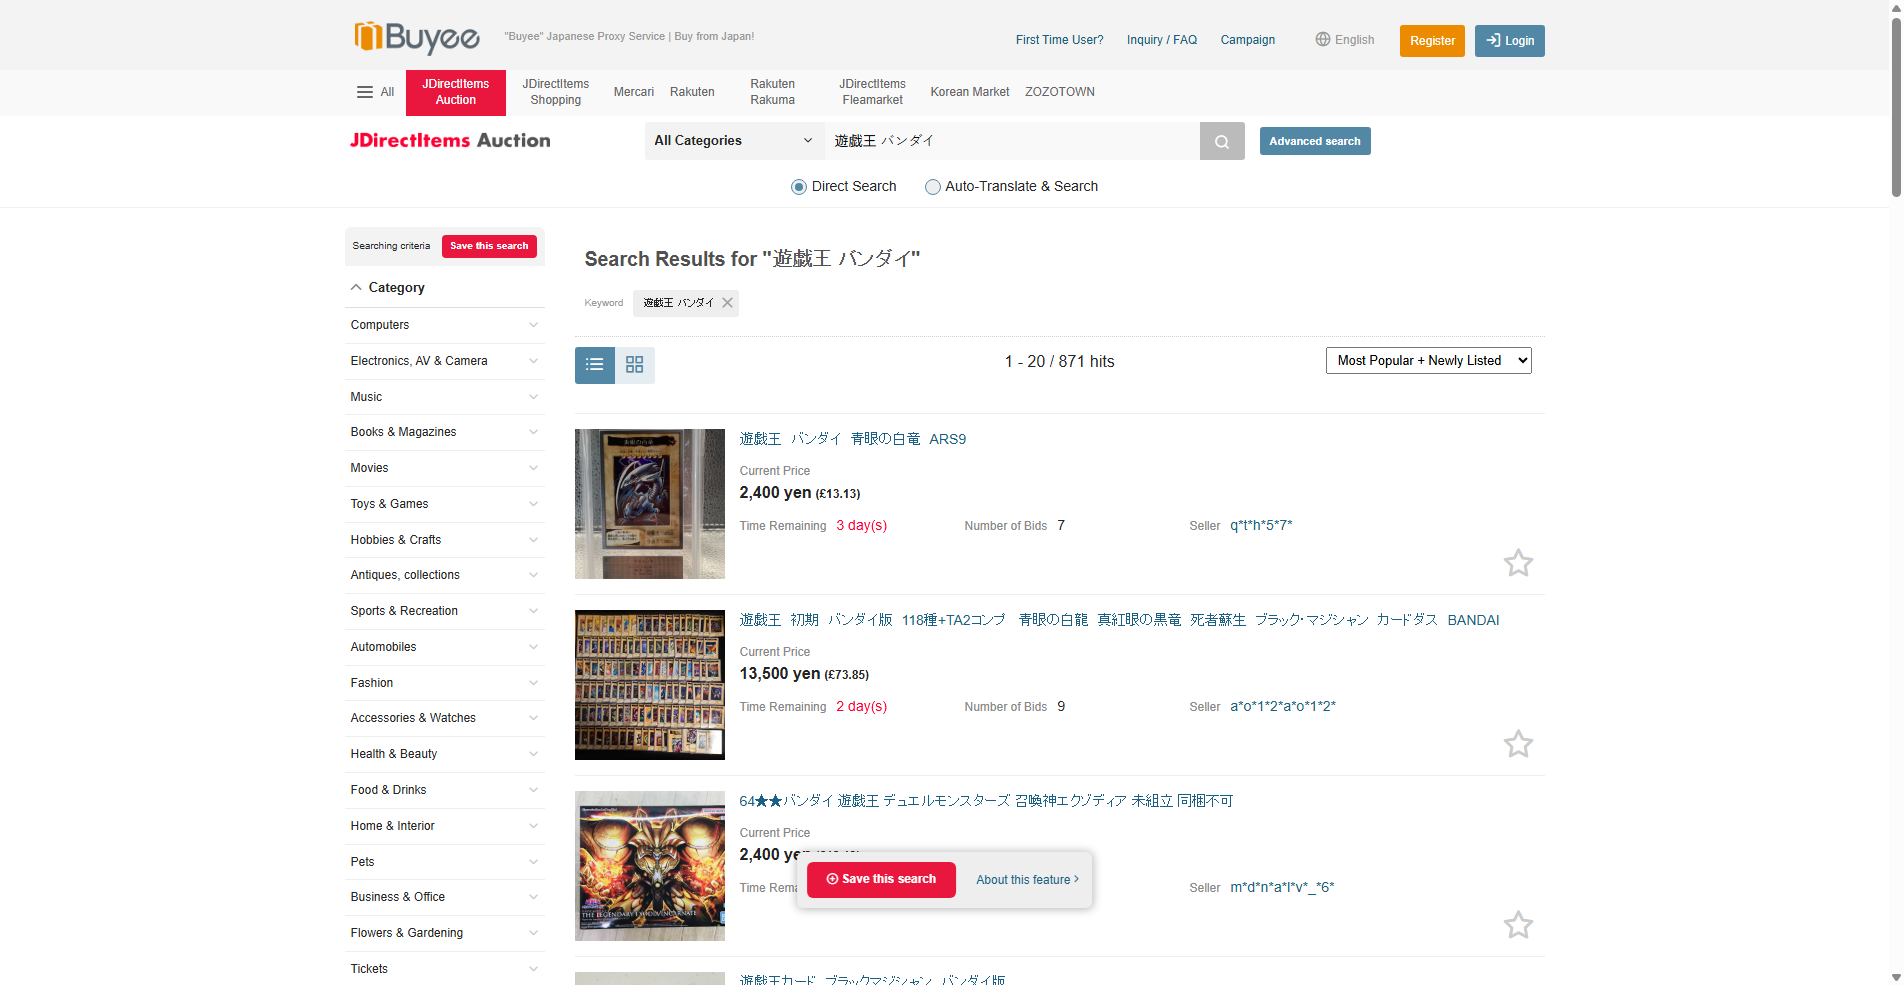 Buyee
"Buyee" Japanese Proxy Service | Buy from Japan!
First Time User?
Inquiry / FAQ
Campaign
English
Register
Login
All
JDirectItems
Auction
JDirectItems
Shopping
Mercari
Rakuten
Rakuten
Rakuma
JDirectItems
Fleamarket
Korean Market
ZOZOTOWN
JDirectItems Auction
All Categories
遊戯王 バンダイ
Advanced search
Direct Search
Auto-Translate & Search
Searching criteria
Save this search
Category
Computers
Electronics, AV & Camera
Music
Books & Magazines
Movies
Toys & Games
Hobbies & Crafts
Antiques, collections
Sports & Recreation
Automobiles
Fashion
Accessories & Watches
Health & Beauty
Food & Drinks
Home & Interior
Pets
Business & Office
Flowers & Gardening
Tickets
Search Results for "遊戯王 バンダイ"
Keyword
遊戯王 バンダイ
1 - 20 / 871 hits
Most Popular + Newly Listed
遊戯王 バンダイ 青眼の白竜 ARS9
Current Price
2,400 yen (£13.13)
Time Remaining 3 day(s)
Number of Bids 7
Seller q*t*h*5*7*
遊戯王 初期 バンダイ版 118種+TA2コンプ 青眼の白龍 真紅眼の黒竜 死者蘇生 ブラック・マジシャン カードダス BANDAI
Current Price
13,500 yen (£73.85)
Time Remaining 2 day(s)
Number of Bids 9
Seller a*o*1*2*a*o*1*2*
64★★バンダイ 遊戯王 デュエルモンスターズ 召喚神エクゾディア 未組立 同梱不可
Current Price
2,400 yen
Time Rema
Seller m*d*n*a*l*v*_*6*
Save this search
About this feature
遊戯王カード ブラックマジシャン バンダイ版